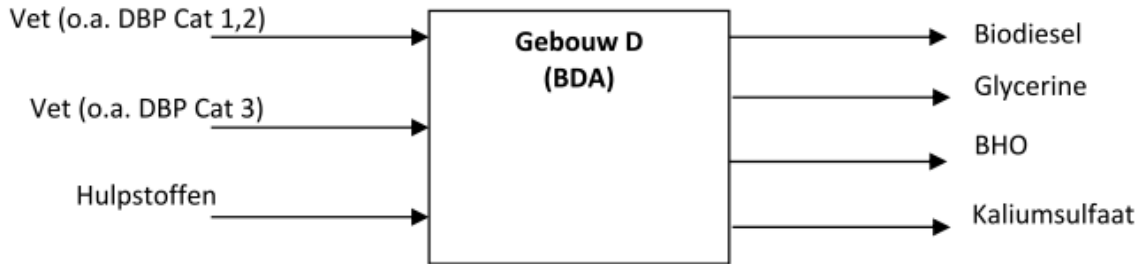 Vet (o.a. DBP Cat 1,2)
Vet (o.a. DBP Cat 3)
Hulpstoffen
Gebouw D
(BDA)
Biodiesel
Glycerine
BHO
Kaliumsulfaat